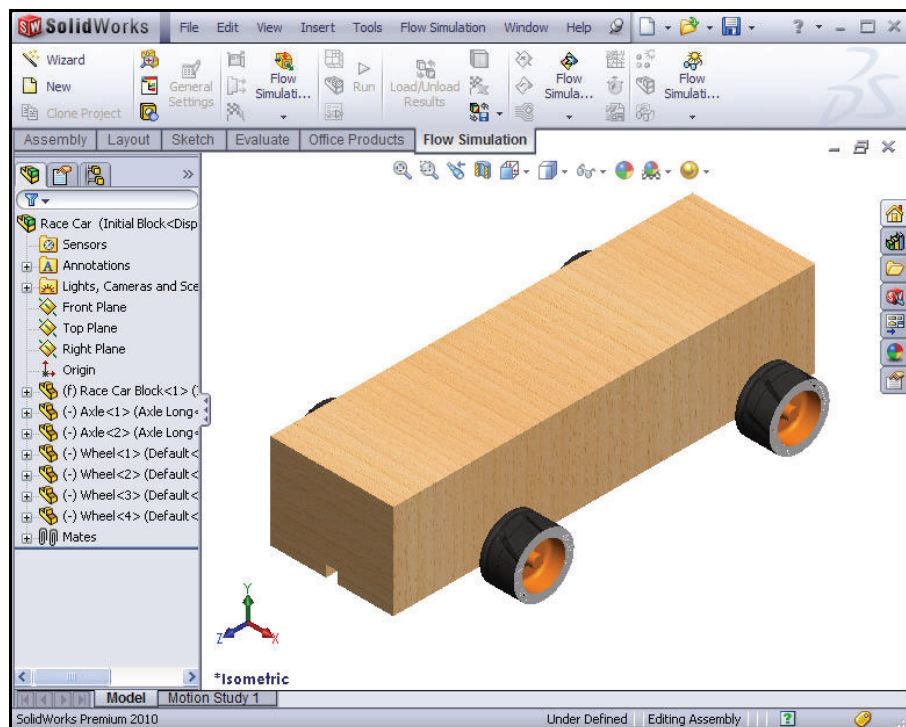 SolidWorks File Edit View Insert Tools Flow Simulation Window Help
Wizard
New
Clone Project
General Settings
Flow Simulati...
Run
Load/Unload Results
Flow Simula...
Flow Simulati...
Assembly Layout Sketch Evaluate Office Products Flow Simulation
Race Car (Initial Block<Disp
Sensors
A Annotations
Lights, Cameras and Sce
Front Plane
Top Plane
Right Plane
Origin
(f) Race Car Block<1> (
(-) Axle<1> (Axle Long<
(-) Axle<2> (Axle Long<
(-) Wheel<1> (Default<
(-) Wheel<2> (Default<
(-) Wheel<3> (Default<
(-) Wheel<4> (Default<
Mates
Y
Z X
*Isometric
Model Motion Study 1
SolidWorks Premium 2010 Under Defined Editing Assembly ?